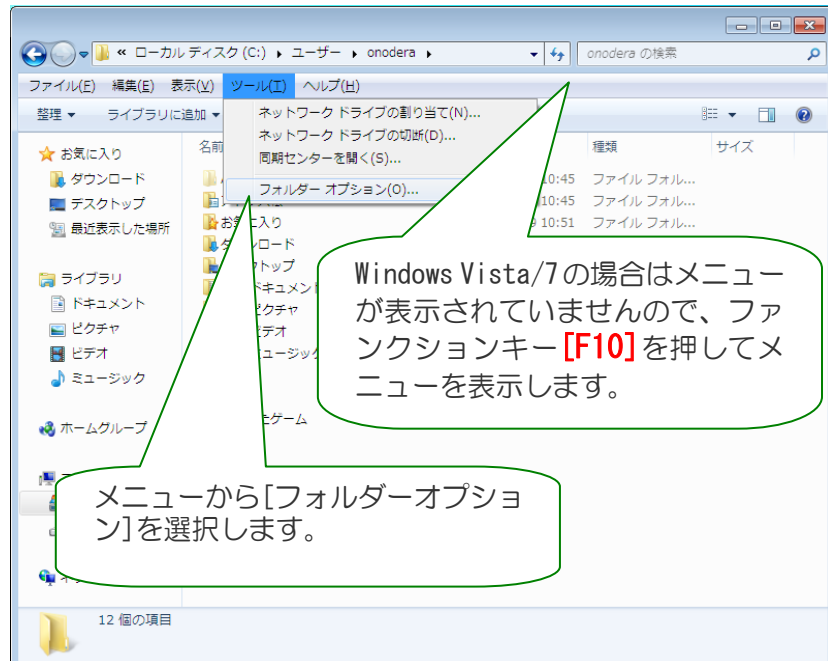 « ローカル ディスク (C:) ▸ ユーザー ▸ onodera ▸
onodera の検索
ファイル(F) 編集(E) 表示(V) ツール(T) ヘルプ(H)
整理 ▼ ライブラリに追加 ▼
ネットワーク ドライブの割り当て(N)...
ネットワーク ドライブの切断(D)...
同期センターを開く(S)...
フォルダー オプション(O)...
種類 サイズ
10:45 ファイル フォル...
10:45 ファイル フォル...
10:51 ファイル フォル...
お気に入り
ダウンロード
デスクトップ
最近表示した場所
ライブラリ
ドキュメント
ピクチャ
ビデオ
ミュージック
ホームグループ
Windows Vista/7の場合はメニュー
が表示されていませんので、ファ
ンクションキー[F10]を押してメ
ニューを表示します。
メニューから[フォルダーオプショ
ン]を選択します。
12 個の項目